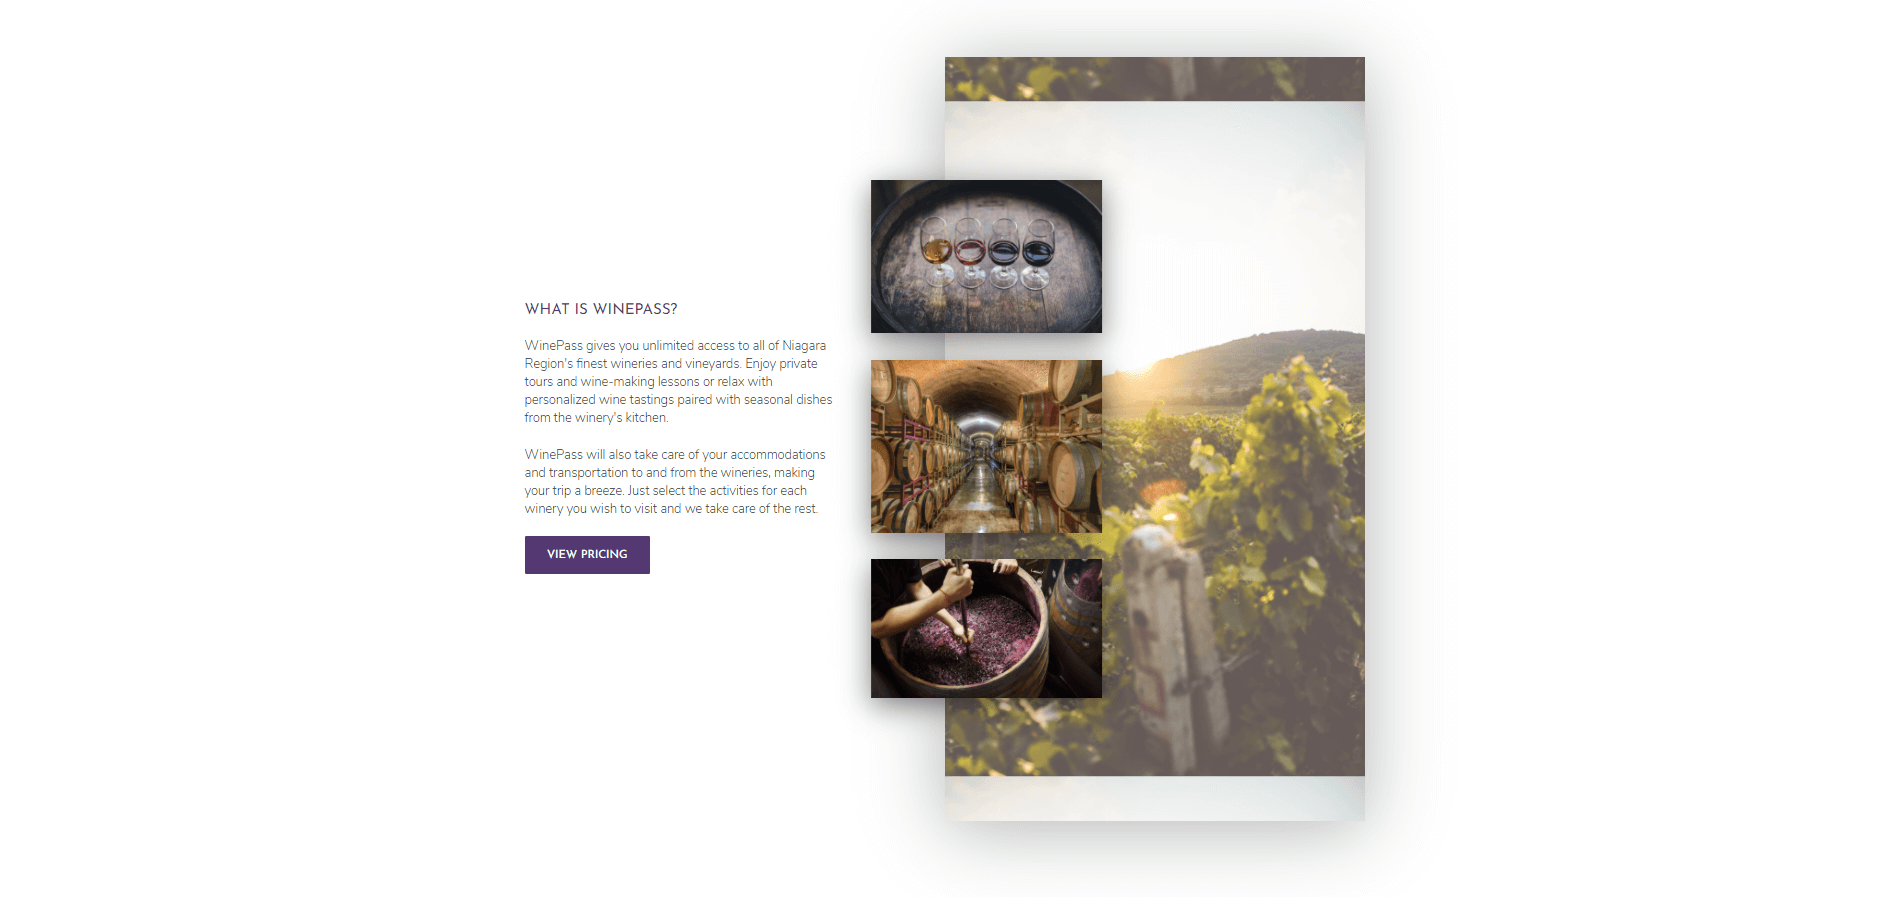 WHAT IS WINEPASS?
WinePass gives you unlimited access to all of Niagara
Region's finest wineries and vineyards. Enjoy private
tours and wine-making lessons or relax with
personalized wine tastings paired with seasonal dishes
from the winery's kitchen.
WinePass will also take care of your accommodations
and transportation to and from the wineries, making
your trip a breeze. Just select the activities for each
winery you wish to visit and we take care of the rest.
VIEW PRICING